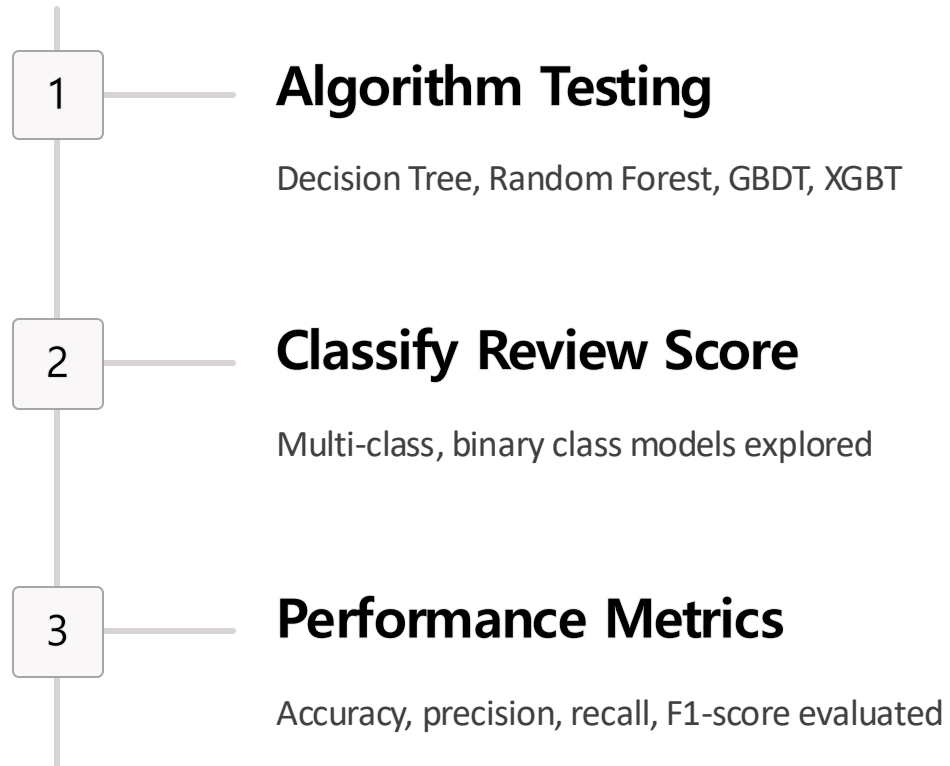 1
Algorithm Testing
Decision Tree, Random Forest, GBDT, XGBT
2
Classify Review Score
Multi-class, binary class models explored
3
Performance Metrics
Accuracy, precision, recall, F1-score evaluated